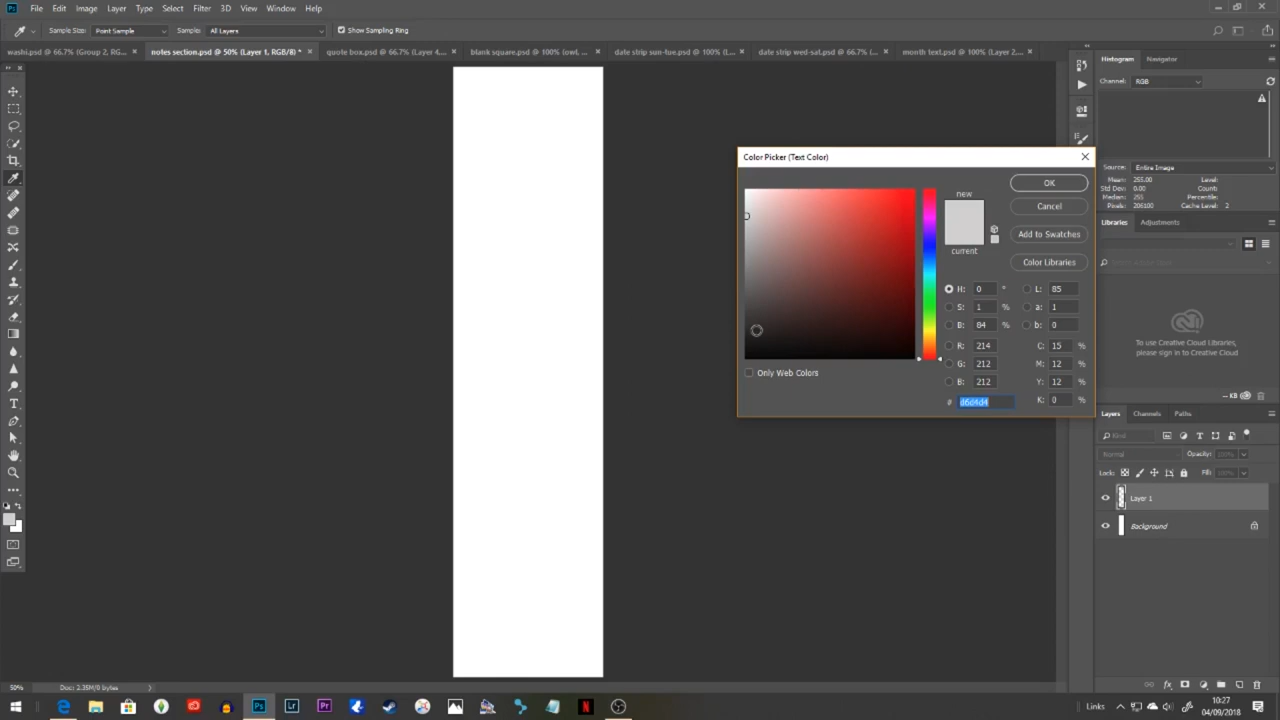 Ps File Edit Image Layer Type Select Filter 3D View Window Help
Sample Size: Point Sample Sample: All Layers Show Sampling Ring
washi.psd @ 66.7% (Group 2, RG... × notes section.psd @ 50% (Layer 1, RGB/8) * × quote box.psd @ 66.7% (Layer 4,... × blank square.psd @ 100% (owl, ... × date strip sun-tue.psd @ 100% (L... × date strip wed-sat.psd @ 66.7% (... × month text.psd @ 100% (Layer 2,... ×
Histogram Navigator
Channel: RGB
Source: Entire Image
Mean: 255.00 Level:
Std Dev: 0.00 Count:
Median: 255 Percentile:
Pixels: 206100 Cache Level: 2
Libraries Adjustments
To use Creative Cloud Libraries,
please sign in to Creative Cloud
-- KB
Color Picker (Text Color)
new
current
OK
Cancel
Add to Swatches
Color Libraries
H: 0 ° L: 85
S: 1 % a: 1
B: 84 % b: 0
R: 214 C: 15 %
G: 212 M: 12 %
B: 212 Y: 12 %
# d6d4d4 K: 0 %
Only Web Colors
Layers Channels Paths
Kind
Normal Opacity:
Lock: Fill:
Layer 1
Background
50% Doc: 2.35M/0 bytes
Ps Lr Pr N Links 10:27
04/09/2018